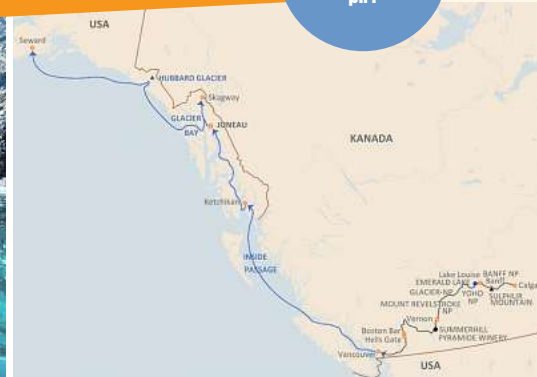 USA
Seward
HUBBARD GLACIER
Skagway
GLACIER
BAY
JUNEAU
KANADA
Ketchikan
INSIDE
PASSAGE
Lake Louise
BANFF NP
EMERALD LAKE
Banff
GLACIER-NP
YOHO
NP
SULPHUR
MOUNTAIN
MOUNT REVELSTROKE
NP
Vernon
SUMMERHILL
PYRAMIDE WINERY
Boston Bar
Hells Gate
Vancouver
USA